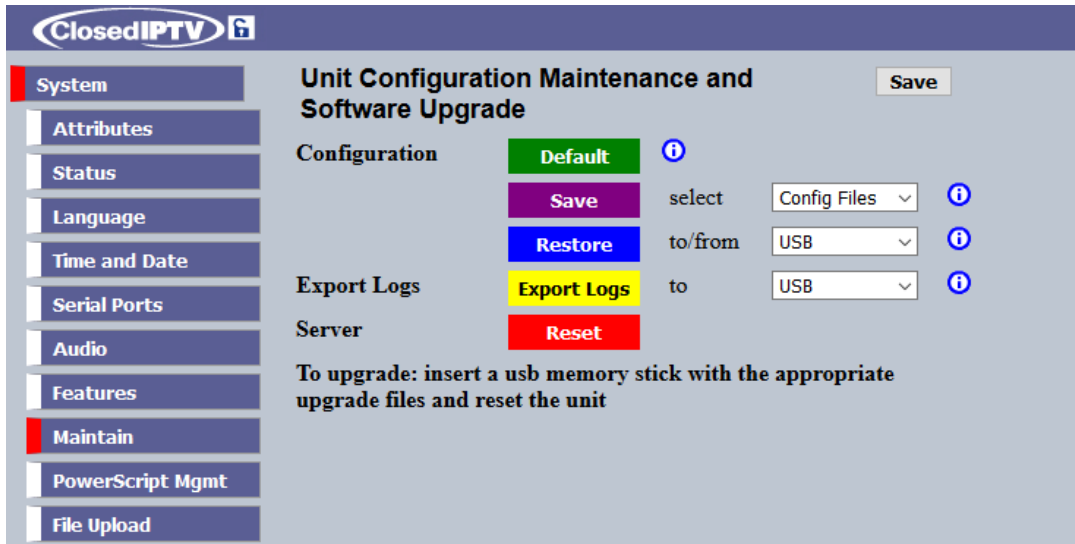 ClosedIPTV
System
Attributes
Status
Language
Time and Date
Serial Ports
Audio
Features
Maintain
PowerScript Mgmt
File Upload
Unit Configuration Maintenance and
Software Upgrade
Save
Configuration
Default
Save
select
Config Files
Restore
to/from
USB
Export Logs
Export Logs
to
USB
Server
Reset
To upgrade: insert a usb memory stick with the appropriate
upgrade files and reset the unit